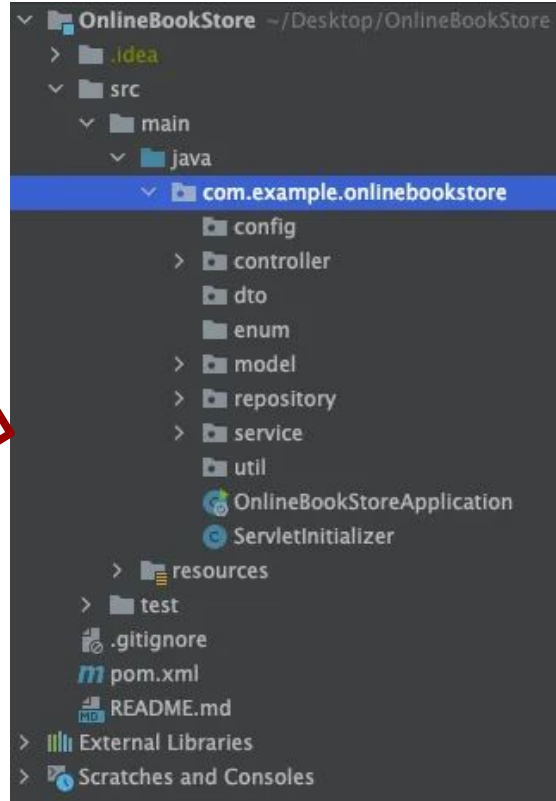 OnlineBookStore ~/Desktop/OnlineBookStore
.idea
src
main
java
com.example.onlinebookstore
config
controller
dto
enum
model
repository
service
util
OnlineBookStoreApplication
ServletInitializer
resources
test
.gitignore
m pom.xml
MD README.md
External Libraries
Scratches and Consoles